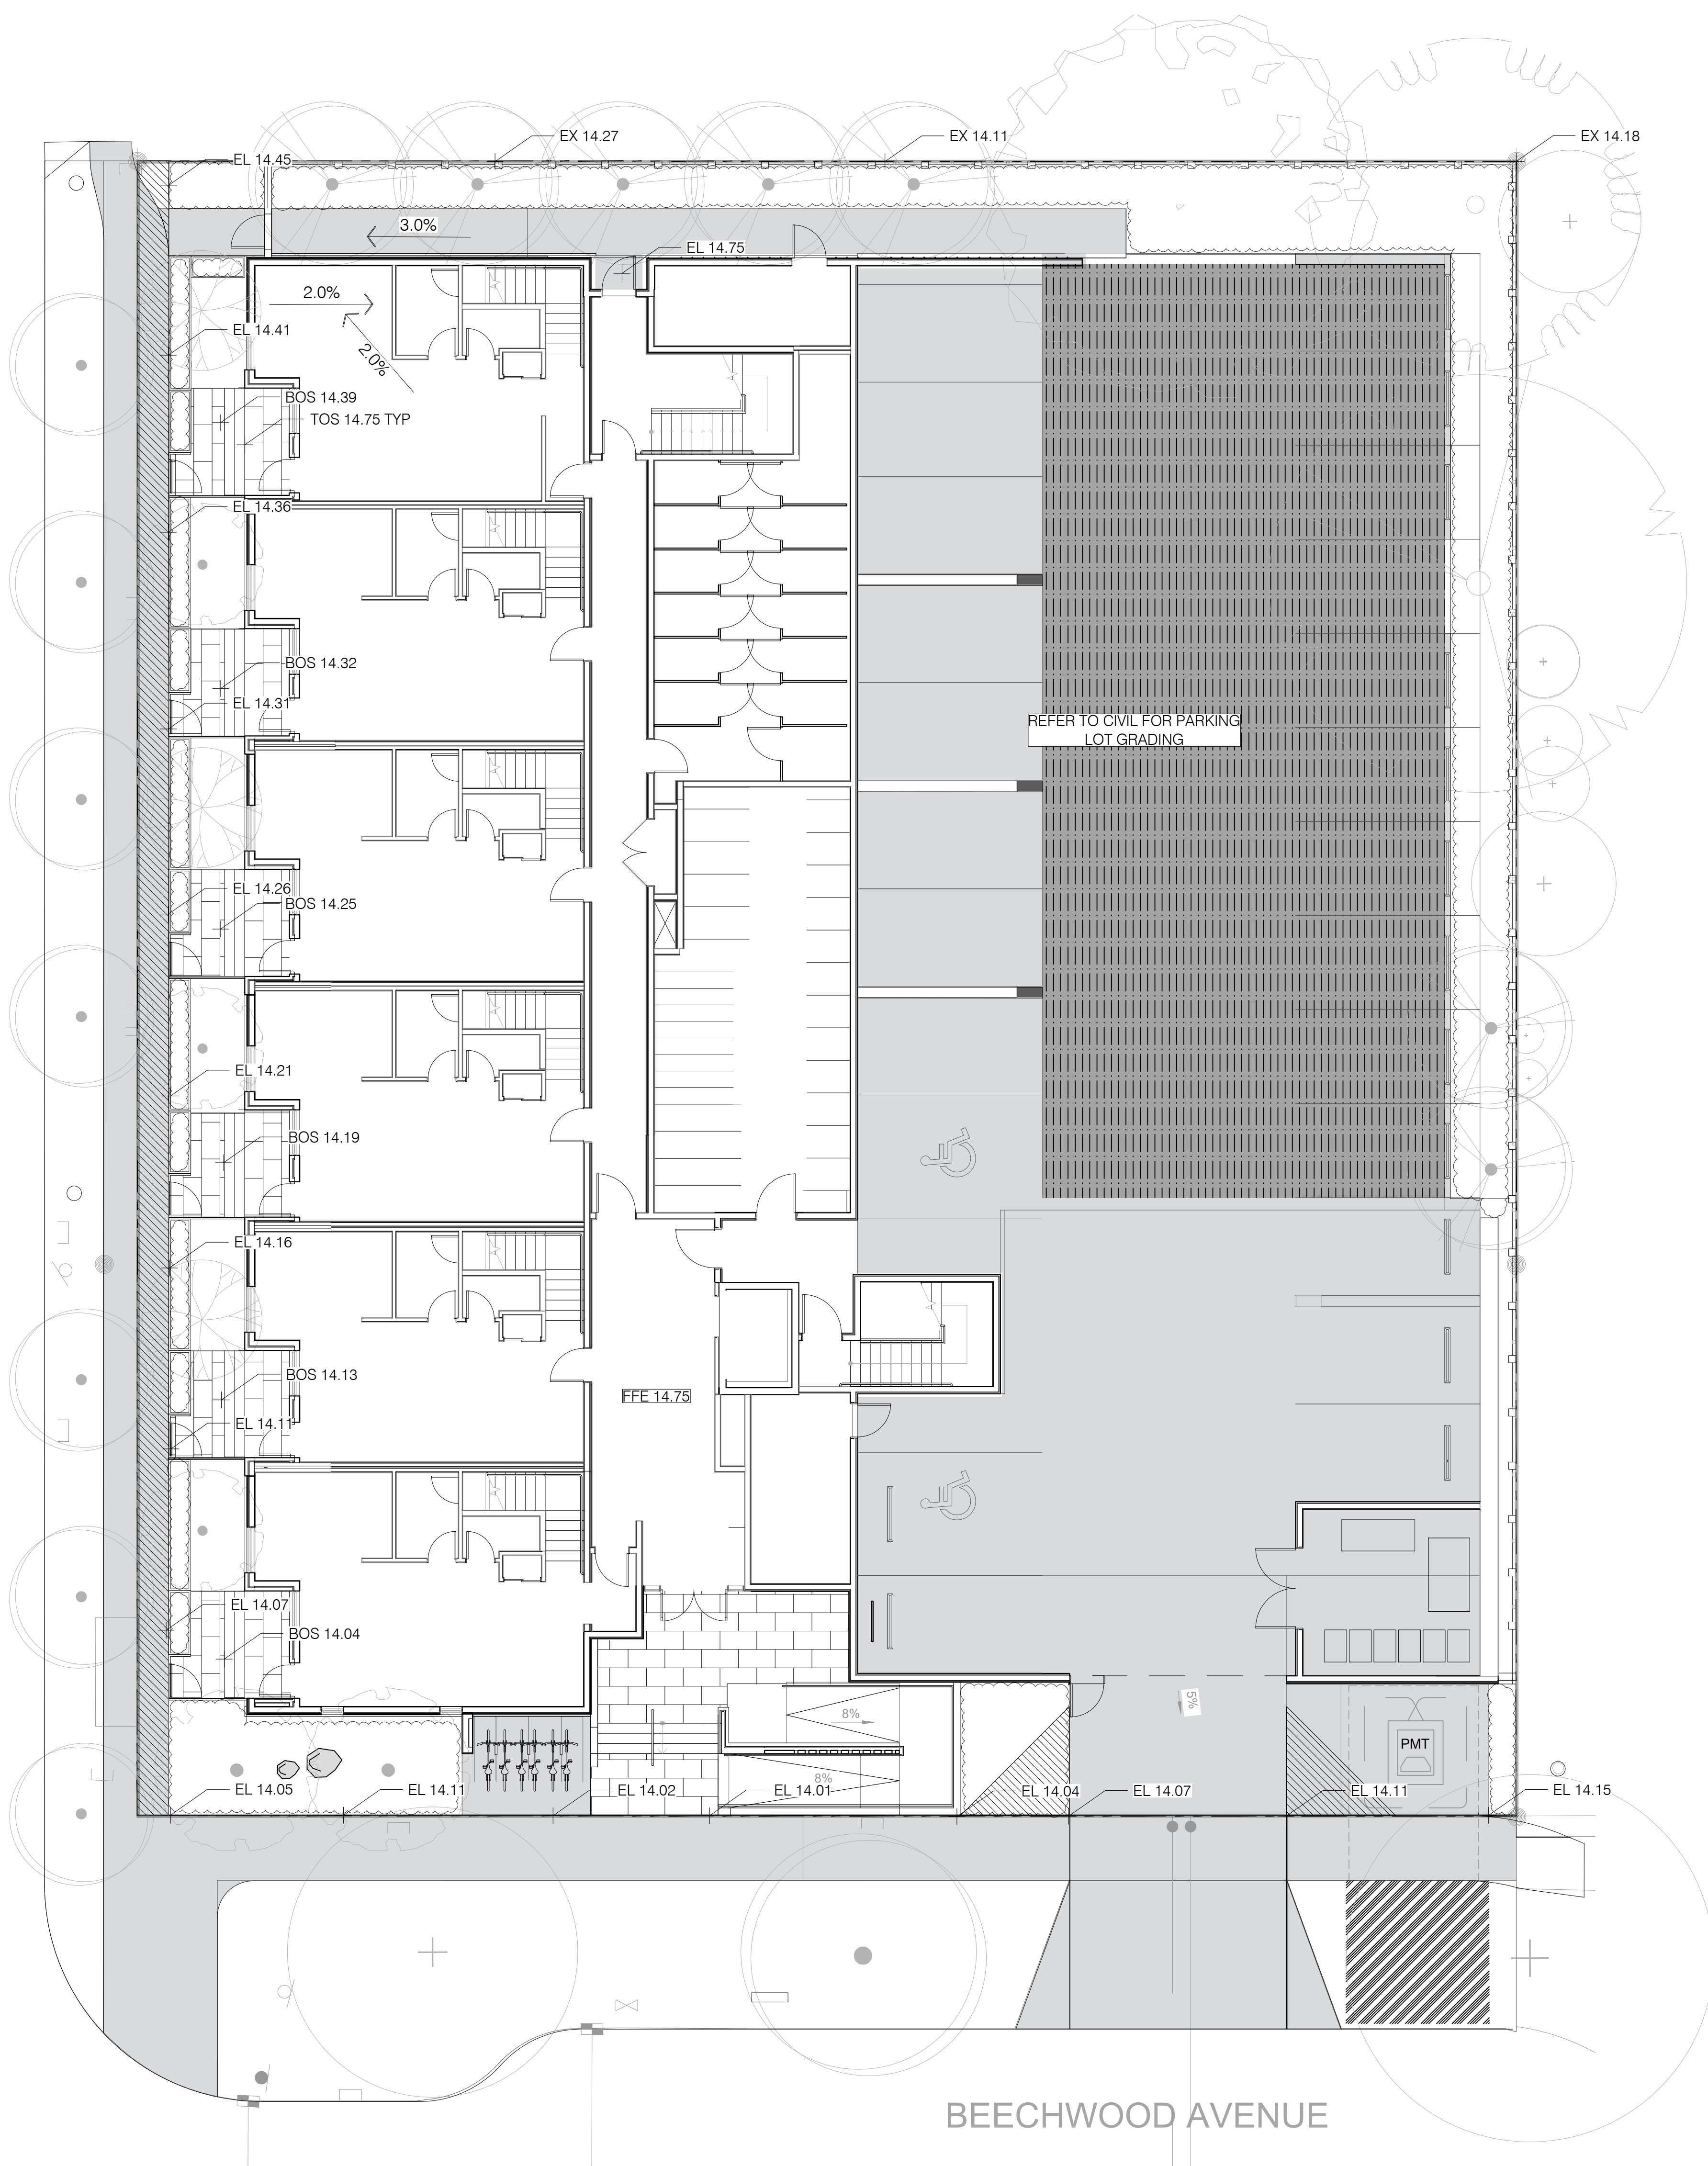 EX 14.27
EX 14.11
EX 14.18
EL 14.45
3.0%
EL 14.75
2.0%
EL 14.41
2.0%
BOS 14.39
TOS 14.75 TYP
EL 14.36
BOS 14.32
EL 14.31
REFER TO CIVIL FOR PARKING
LOT GRADING
EL 14.26
BOS 14.25
EL 14.21
BOS 14.19
EL 14.16
BOS 14.13
FFE 14.75
EL 14.11
EL 14.07
BOS 14.04
5%
8%
PMT
8%
EL 14.05
EL 14.11
EL 14.02
EL 14.01
EL 14.04
EL 14.07
EL 14.11
EL 14.15
BEECHWOOD AVENUE